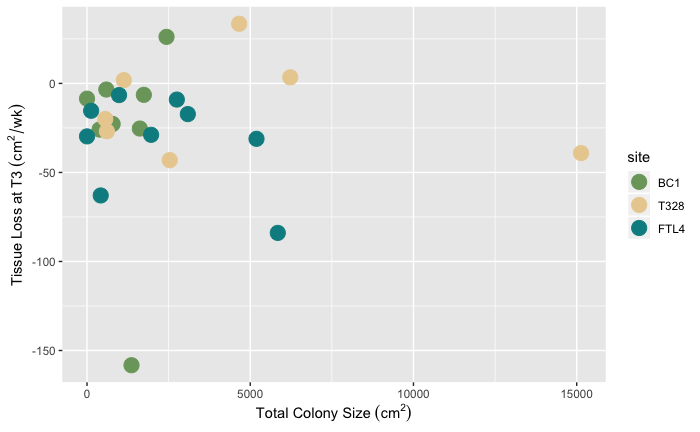 0
-50
-100
-150
Tissue Loss at T3 (cm²/wk)
0
5000
10000
15000
Total Colony Size (cm²)
site
BC1
T328
FTL4